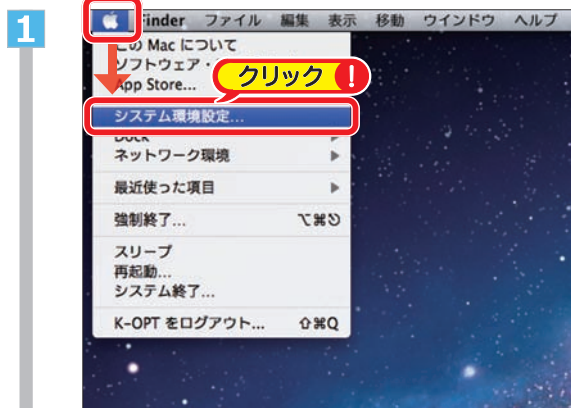 1
Finder ファイル 編集 表示 移動 ウインドウ ヘルプ
この Mac について
ソフトウェア・
App Store...
クリック !
システム環境設定...
Dock
ネットワーク環境
最近使った項目
強制終了... ⌥⌘⎋
スリープ
再起動...
システム終了...
K-OPT をログアウト... ⇧⌘Q